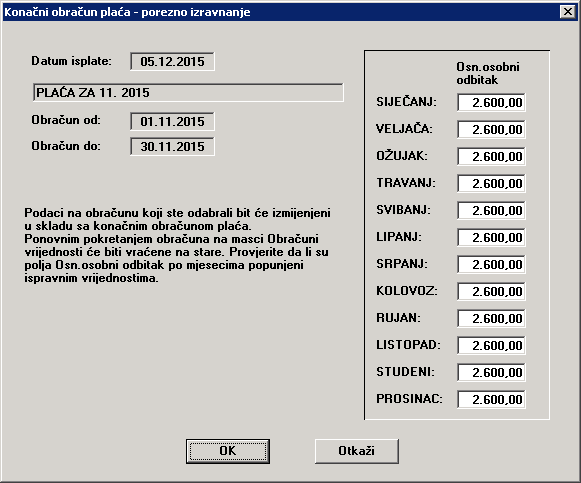 Konačni obračun plaća - porezno izravnanje
Datum isplate: 05.12.2015
PLAĆA ZA 11. 2015
Obračun od: 01.11.2015
Obračun do: 30.11.2015
Podaci na obračunu koji ste odabrali bit će izmijenjeni
u skladu sa konačnim obračunom plaća.
Ponovnim pokretanjem obračuna na masci Obračuni
vrijednosti će biti vraćene na stare. Provjerite da li su
polja Osn.osobni odbitak po mjesecima popunjeni
ispravnim vrijednostima.
Osn.osobni
odbitak
SIJEČANJ: 2.600,00
VELJAČA: 2.600,00
OŽUJAK: 2.600,00
TRAVANJ: 2.600,00
SVIBANJ: 2.600,00
LIPANJ: 2.600,00
SRPANJ: 2.600,00
KOLOVOZ: 2.600,00
RUJAN: 2.600,00
LISTOPAD: 2.600,00
STUDENI: 2.600,00
PROSINAC: 2.600,00
OK
Otkaži